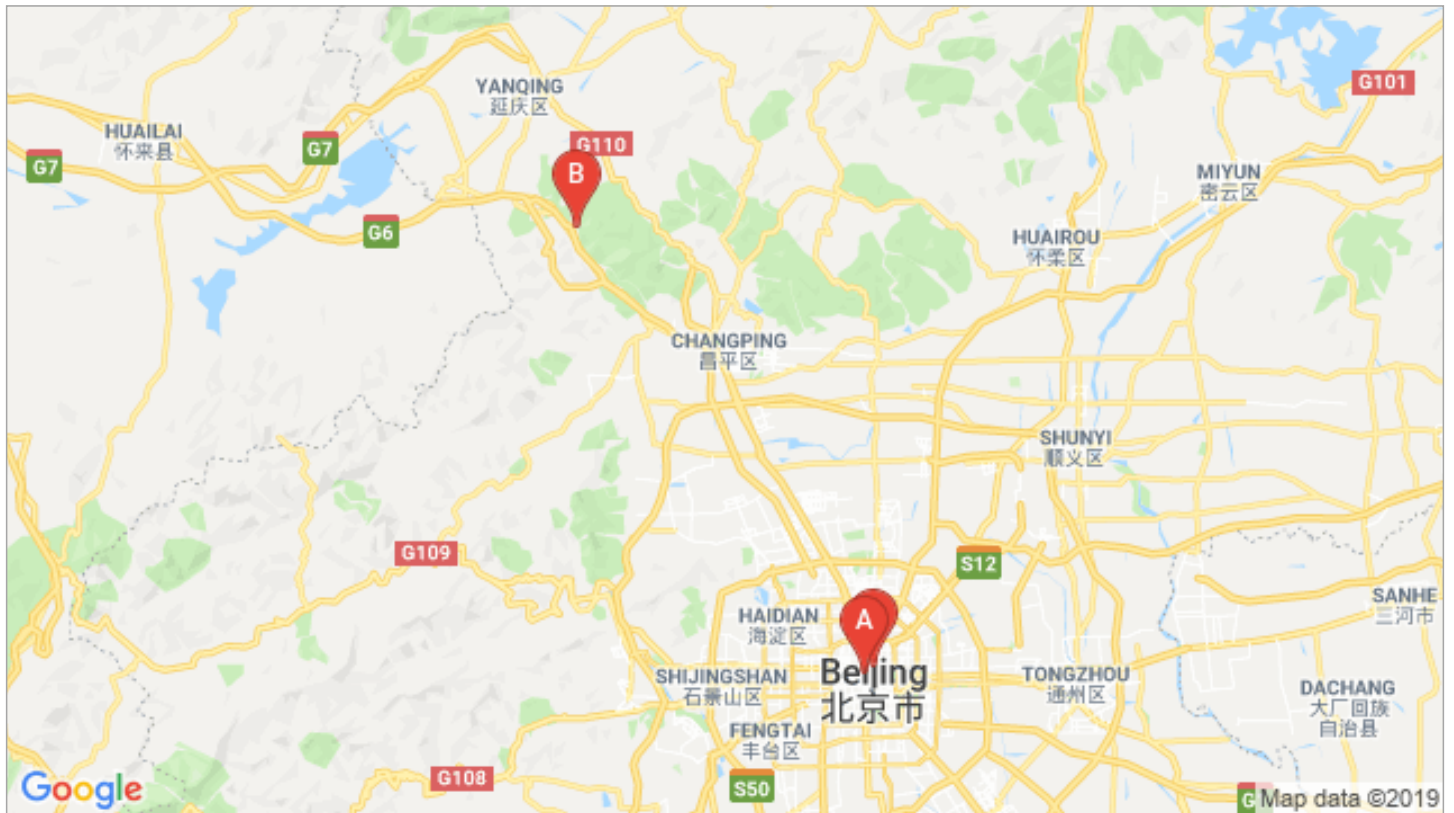 YANQING
延庆区
G101
HUAILAI
怀来县
G7
G7
G110
B
MIYUN
密云区
G6
HUAIROU
怀柔区
CHANGPING
昌平区
SHUNYI
顺义区
G109
S12
SANHE
三河市
HAIDIAN
海淀区
A
SHIJINGSHAN
石景山区
Beijing
北京市
TONGZHOU
通州区
DACHANG
大厂回族
自治县
FENGTAI
丰台区
G108
S50
Google
G
Map data ©2019